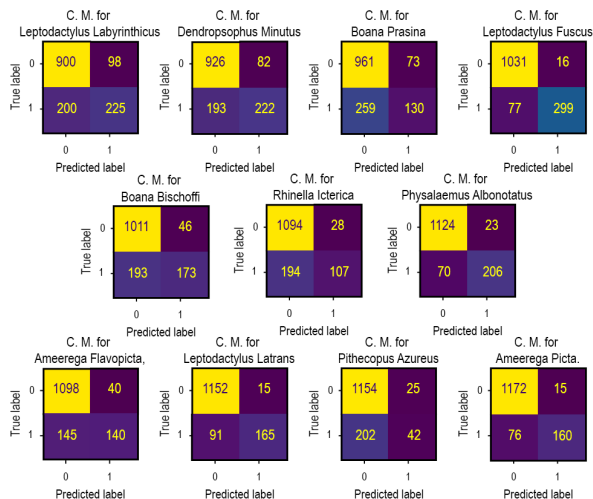 C. M. for
Leptodactylus Labyrinthicus
True label
0
900
98
1
200
225
0
1
Predicted label
C. M. for
Dendropsophus Minutus
True label
0
926
82
1
193
222
0
1
Predicted label
C. M. for
Boana Prasina
True label
0
961
73
1
259
130
0
1
Predicted label
C. M. for
Leptodactylus Fuscus
True label
0
1031
16
1
77
299
0
1
Predicted label
C. M. for
Boana Bischoffi
True label
0
1011
46
1
193
173
0
1
Predicted label
C. M. for
Rhinella Icterica
True label
0
1094
28
1
194
107
0
1
Predicted label
C. M. for
Physalaemus Albonotatus
True label
0
1124
23
1
70
206
0
1
Predicted label
C. M. for
Ameerega Flavopicta,
True label
0
1098
40
1
145
140
0
1
Predicted label
C. M. for
Leptodactylus Latrans
True label
0
1152
15
1
91
165
0
1
Predicted label
C. M. for
Pithecopus Azureus
True label
0
1154
25
1
202
42
0
1
Predicted label
C. M. for
Ameerega Picta.
True label
0
1172
15
1
76
160
0
1
Predicted label